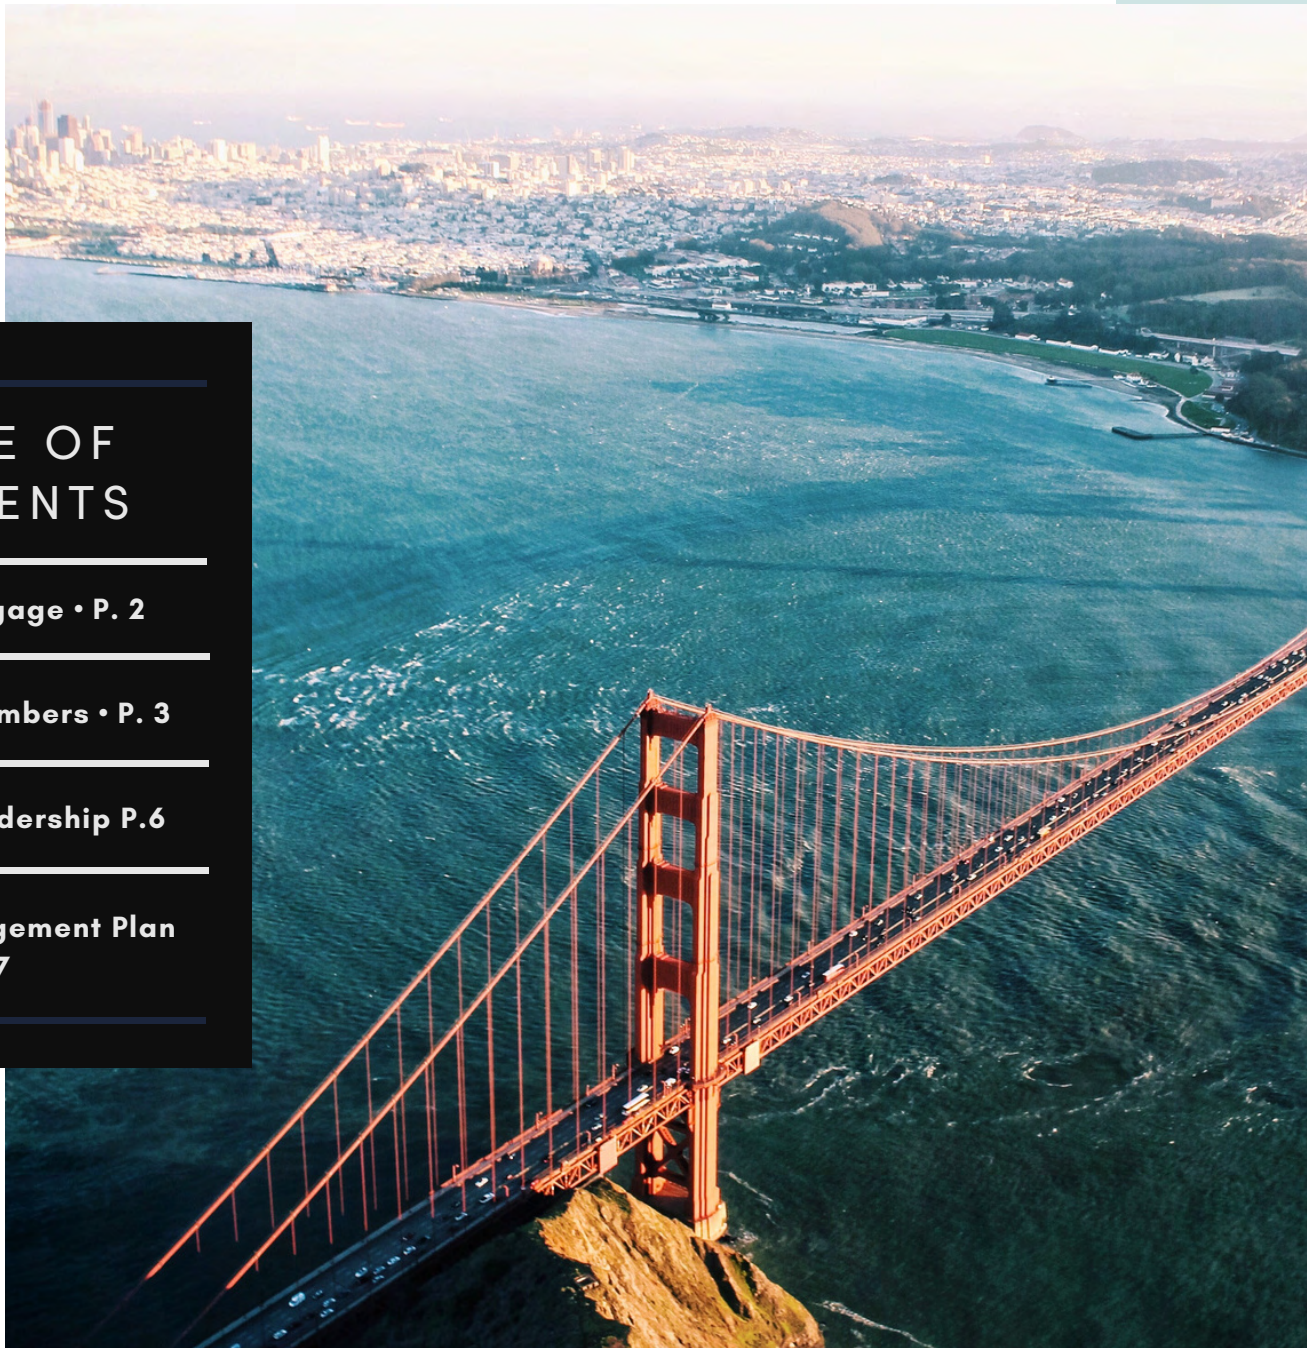 E OF
ENTS
gage • P. 2
mbers • P. 3
dership P.6
gement Plan
7